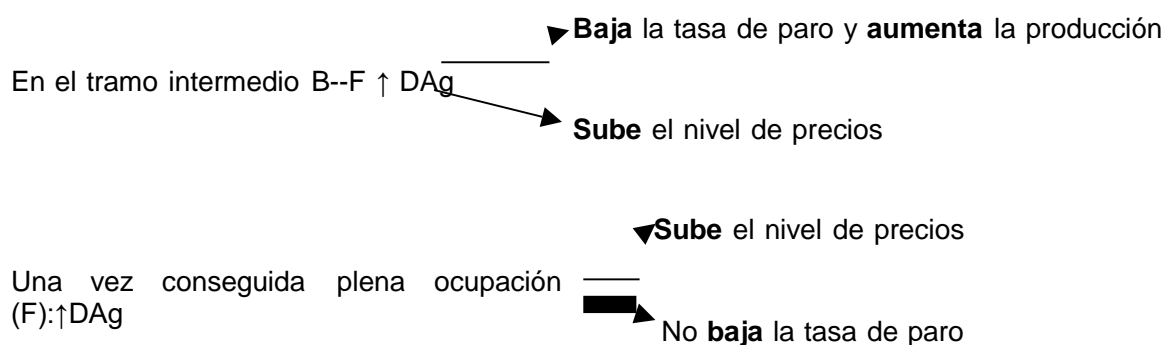 Baja la tasa de paro y aumenta la producción
En el tramo intermedio B--F ↑ DAg
Sube el nivel de precios
Sube el nivel de precios
Una vez conseguida plena ocupación
(F):↑DAg
No baja la tasa de paro